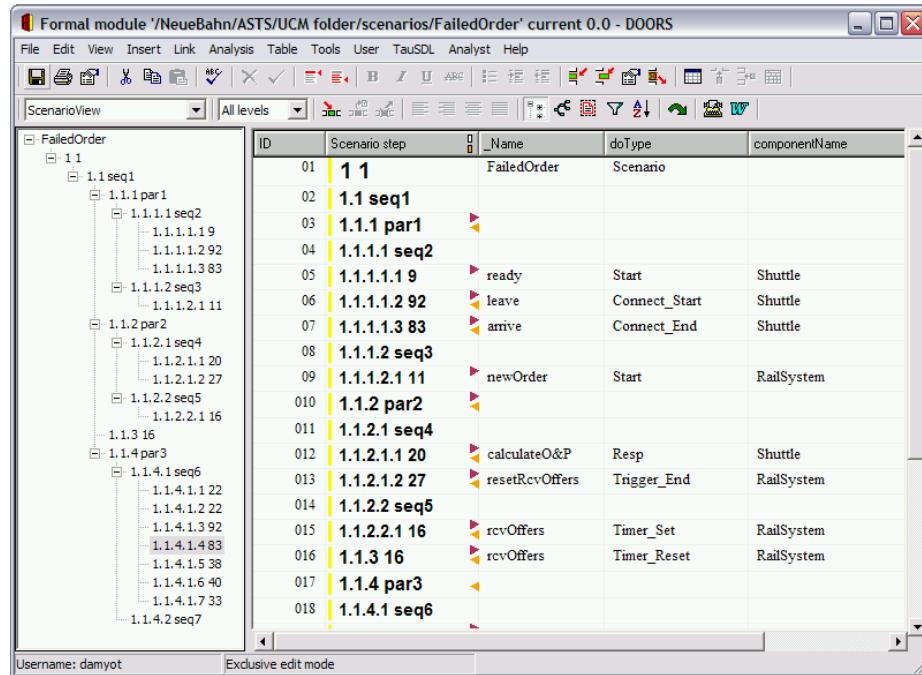 Formal module '/NeueBahn/ASTS/UCM folder/scenarios/FailedOrder' current 0.0 - DOORS
File Edit View Insert Link Analysis Table Tools User TauSDL Analyst Help
B I U ABC
ScenarioView All levels W
FailedOrder
1 1
1.1 seq1
1.1.1 par1
1.1.1.1 seq2
1.1.1.1.1 9
1.1.1.1.2 92
1.1.1.1.3 83
1.1.1.2 seq3
1.1.1.2.1 11
1.1.2 par2
1.1.2.1 seq4
1.1.2.1.1 20
1.1.2.1.2 27
1.1.2.2 seq5
1.1.2.2.1 16
1.1.3 16
1.1.4 par3
1.1.4.1 seq6
1.1.4.1.1 22
1.1.4.1.2 22
1.1.4.1.3 92
1.1.4.1.4 83
1.1.4.1.5 38
1.1.4.1.6 40
1.1.4.1.7 33
1.1.4.2 seq7
ID Scenario step _Name doType componentName
01 1 1 FailedOrder Scenario
02 1.1 seq1
03 1.1.1 par1
04 1.1.1.1 seq2
05 1.1.1.1.1 9 ready Start Shuttle
06 1.1.1.1.2 92 leave Connect_Start Shuttle
07 1.1.1.1.3 83 arrive Connect_End Shuttle
08 1.1.1.2 seq3
09 1.1.1.2.1 11 newOrder Start RailSystem
010 1.1.2 par2
011 1.1.2.1 seq4
012 1.1.2.1.1 20 calculateO&P Resp Shuttle
013 1.1.2.1.2 27 resetRcvOffers Trigger_End RailSystem
014 1.1.2.2 seq5
015 1.1.2.2.1 16 rcvOffers Timer_Set RailSystem
016 1.1.3 16 rcvOffers Timer_Reset RailSystem
017 1.1.4 par3
018 1.1.4.1 seq6
Username: damyot Exclusive edit mode